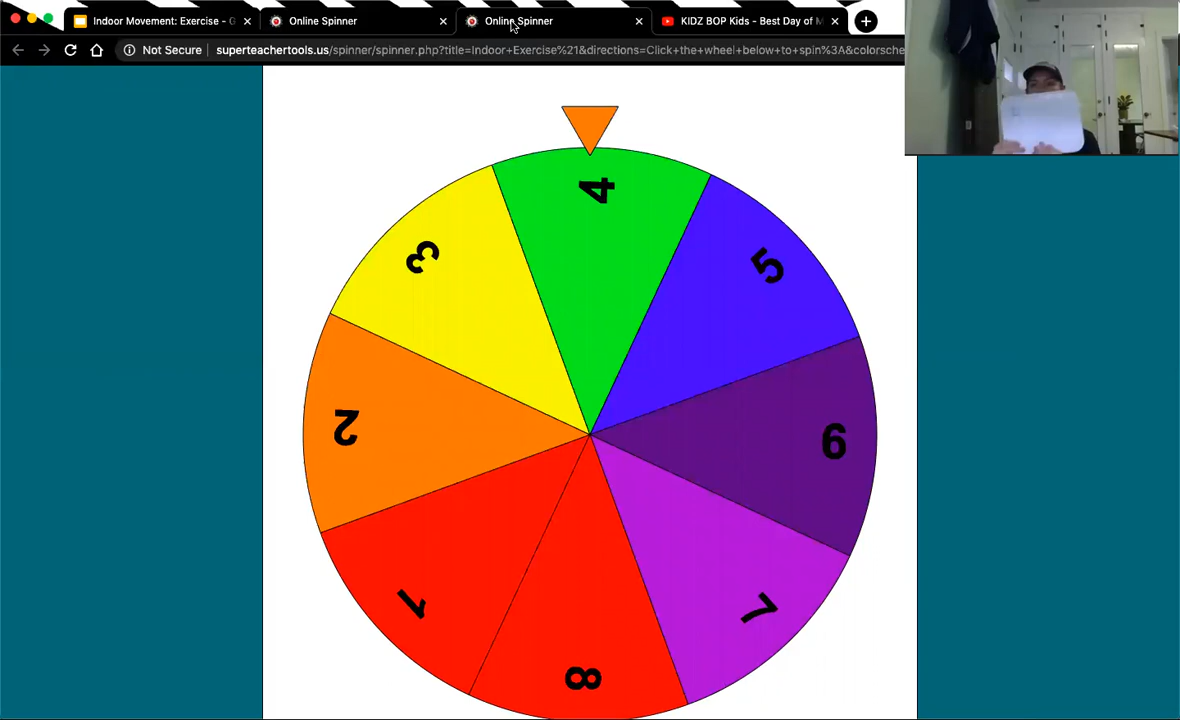 Indoor Movement: Exercise - G
Online Spinner
Online Spinner
KIDZ BOP Kids - Best Day of M
Not Secure
superteachertools.us/spinner/spinner.php?title=Indoor+Exercise%21&directions=Click+the+wheel+below+to+spin%3A&colorsche
4
3
5
2
6
1
7
8